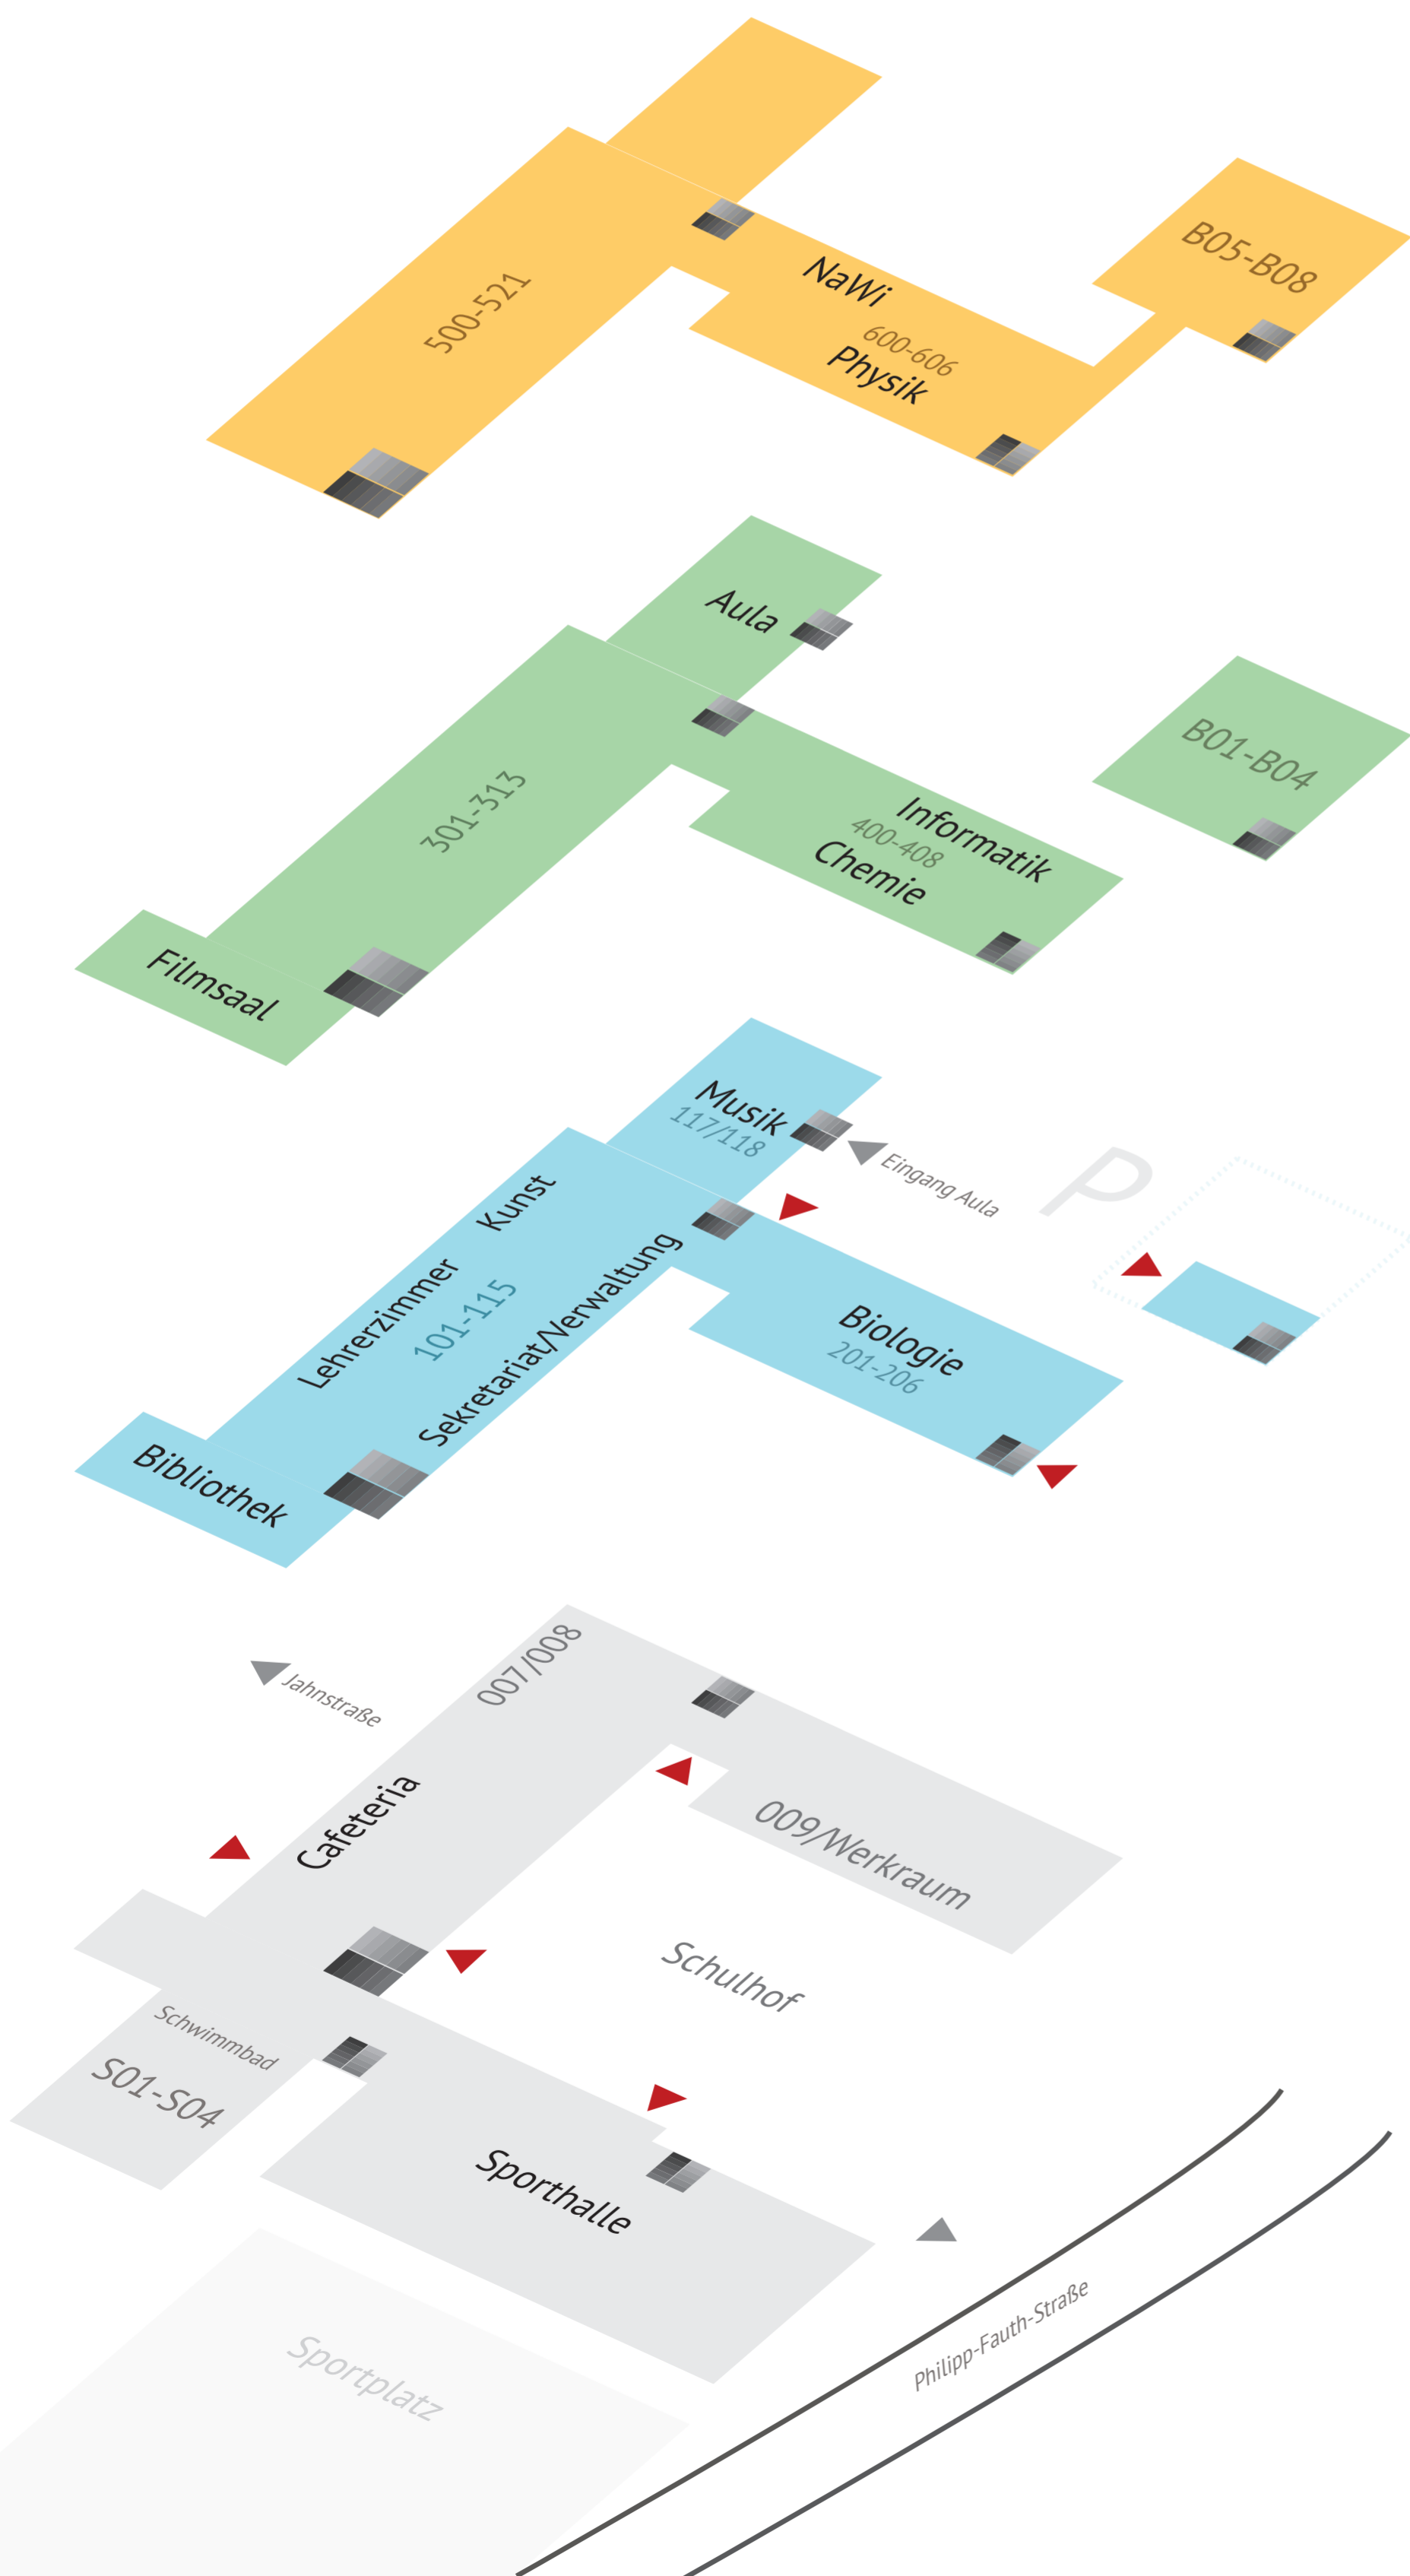 B05-B08
NaWi
500-521
600-606
Physik
Aula
B01-B04
301-313
Informatik
400-408
Chemie
Filmsaal
Musik
117/118
Eingang Aula
P
Kunst
Lehrerzimmer
101-115
Sekretariat/Nerwaltung
Biologie
201-206
Bibliothek
007/008
Jahnstraße
Cafeteria
009/Werkraum
Schulhof
Schwimmbad
S01-S04
Sporthalle
Philipp-Fauth-Straße
Sportplatz